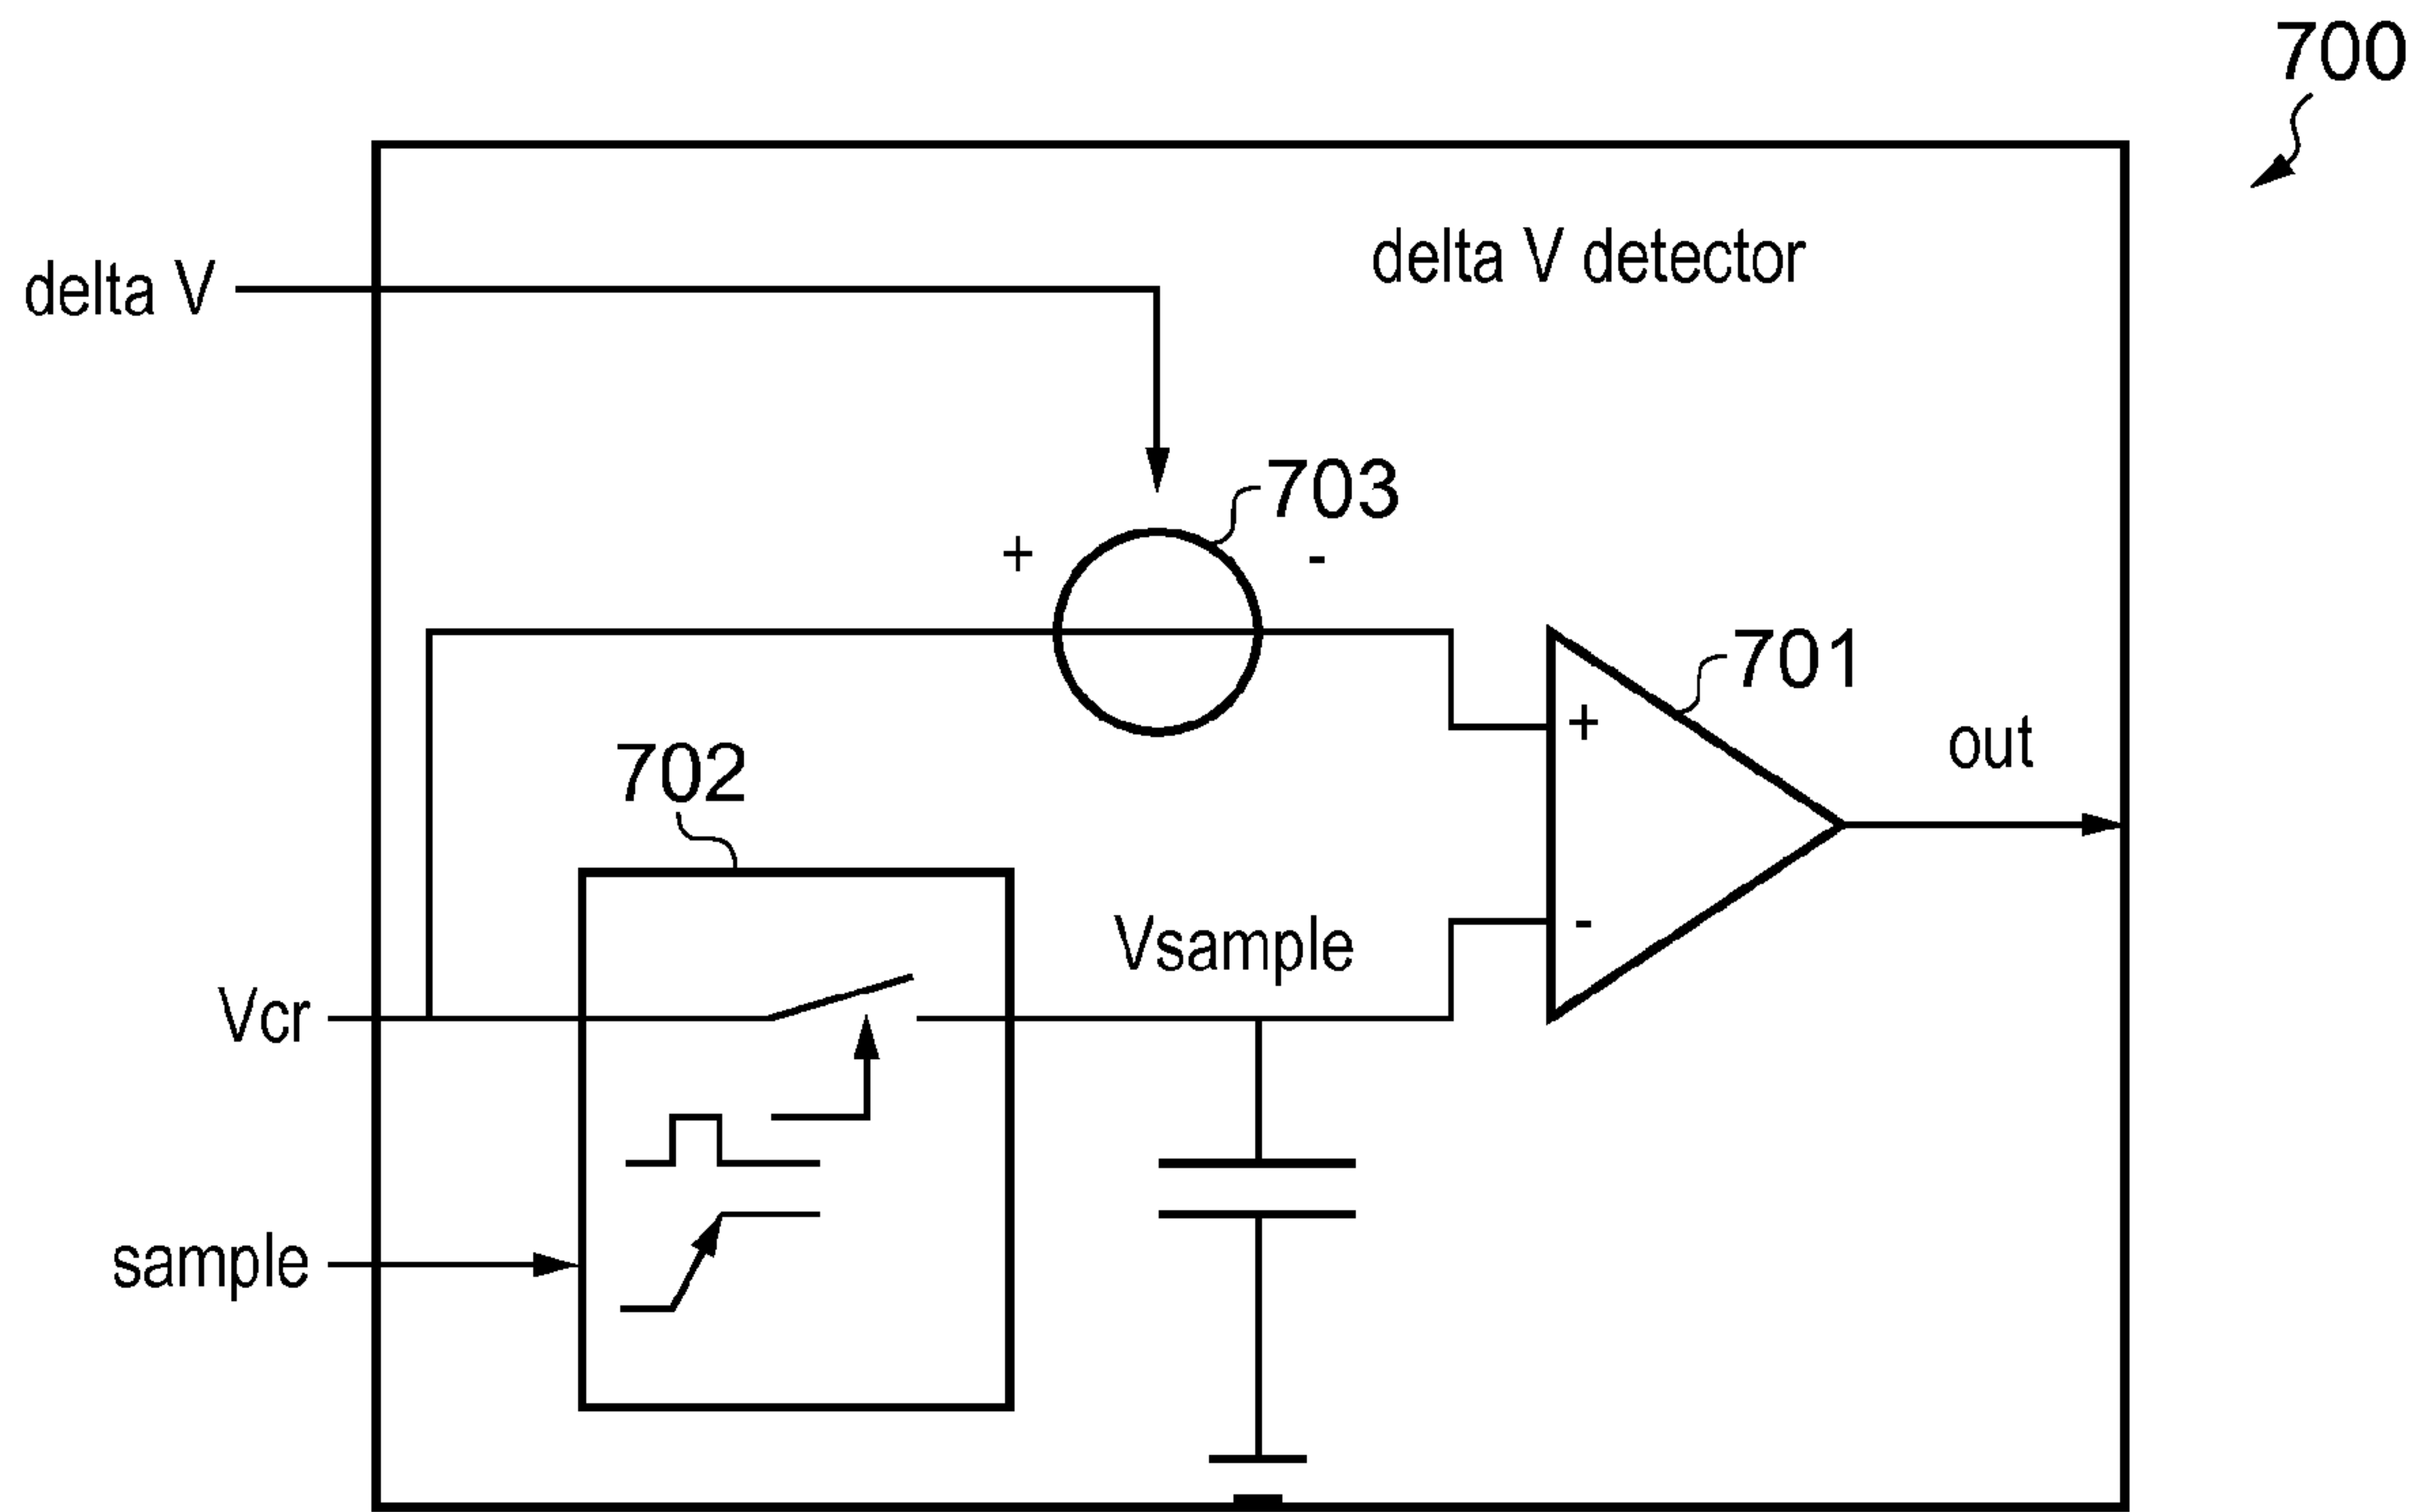 700
delta V
delta V detector
703
+
-
701
+
out
702
Vsample
-
Vcr
sample